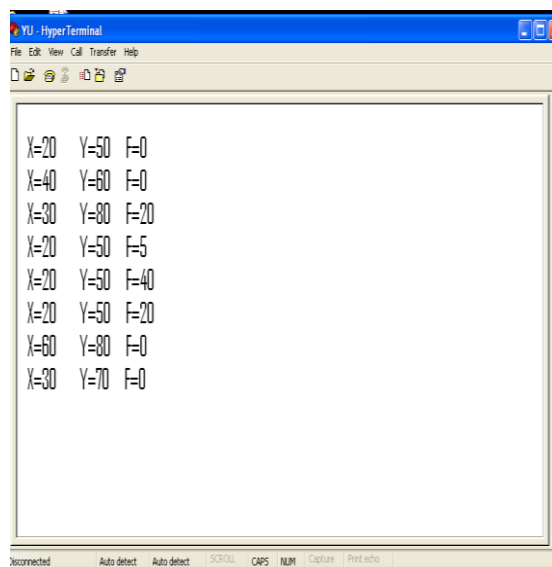 YU - HyperTerminal
File Edit View Call Transfer Help
X=20 Y=50 F=0
X=40 Y=60 F=0
X=30 Y=80 F=20
X=20 Y=50 F=5
X=20 Y=50 F=40
X=20 Y=50 F=20
X=60 Y=80 F=0
X=30 Y=70 F=0
Disconnected Auto detect Auto detect SCROLL CAPS NUM Capture Print echo